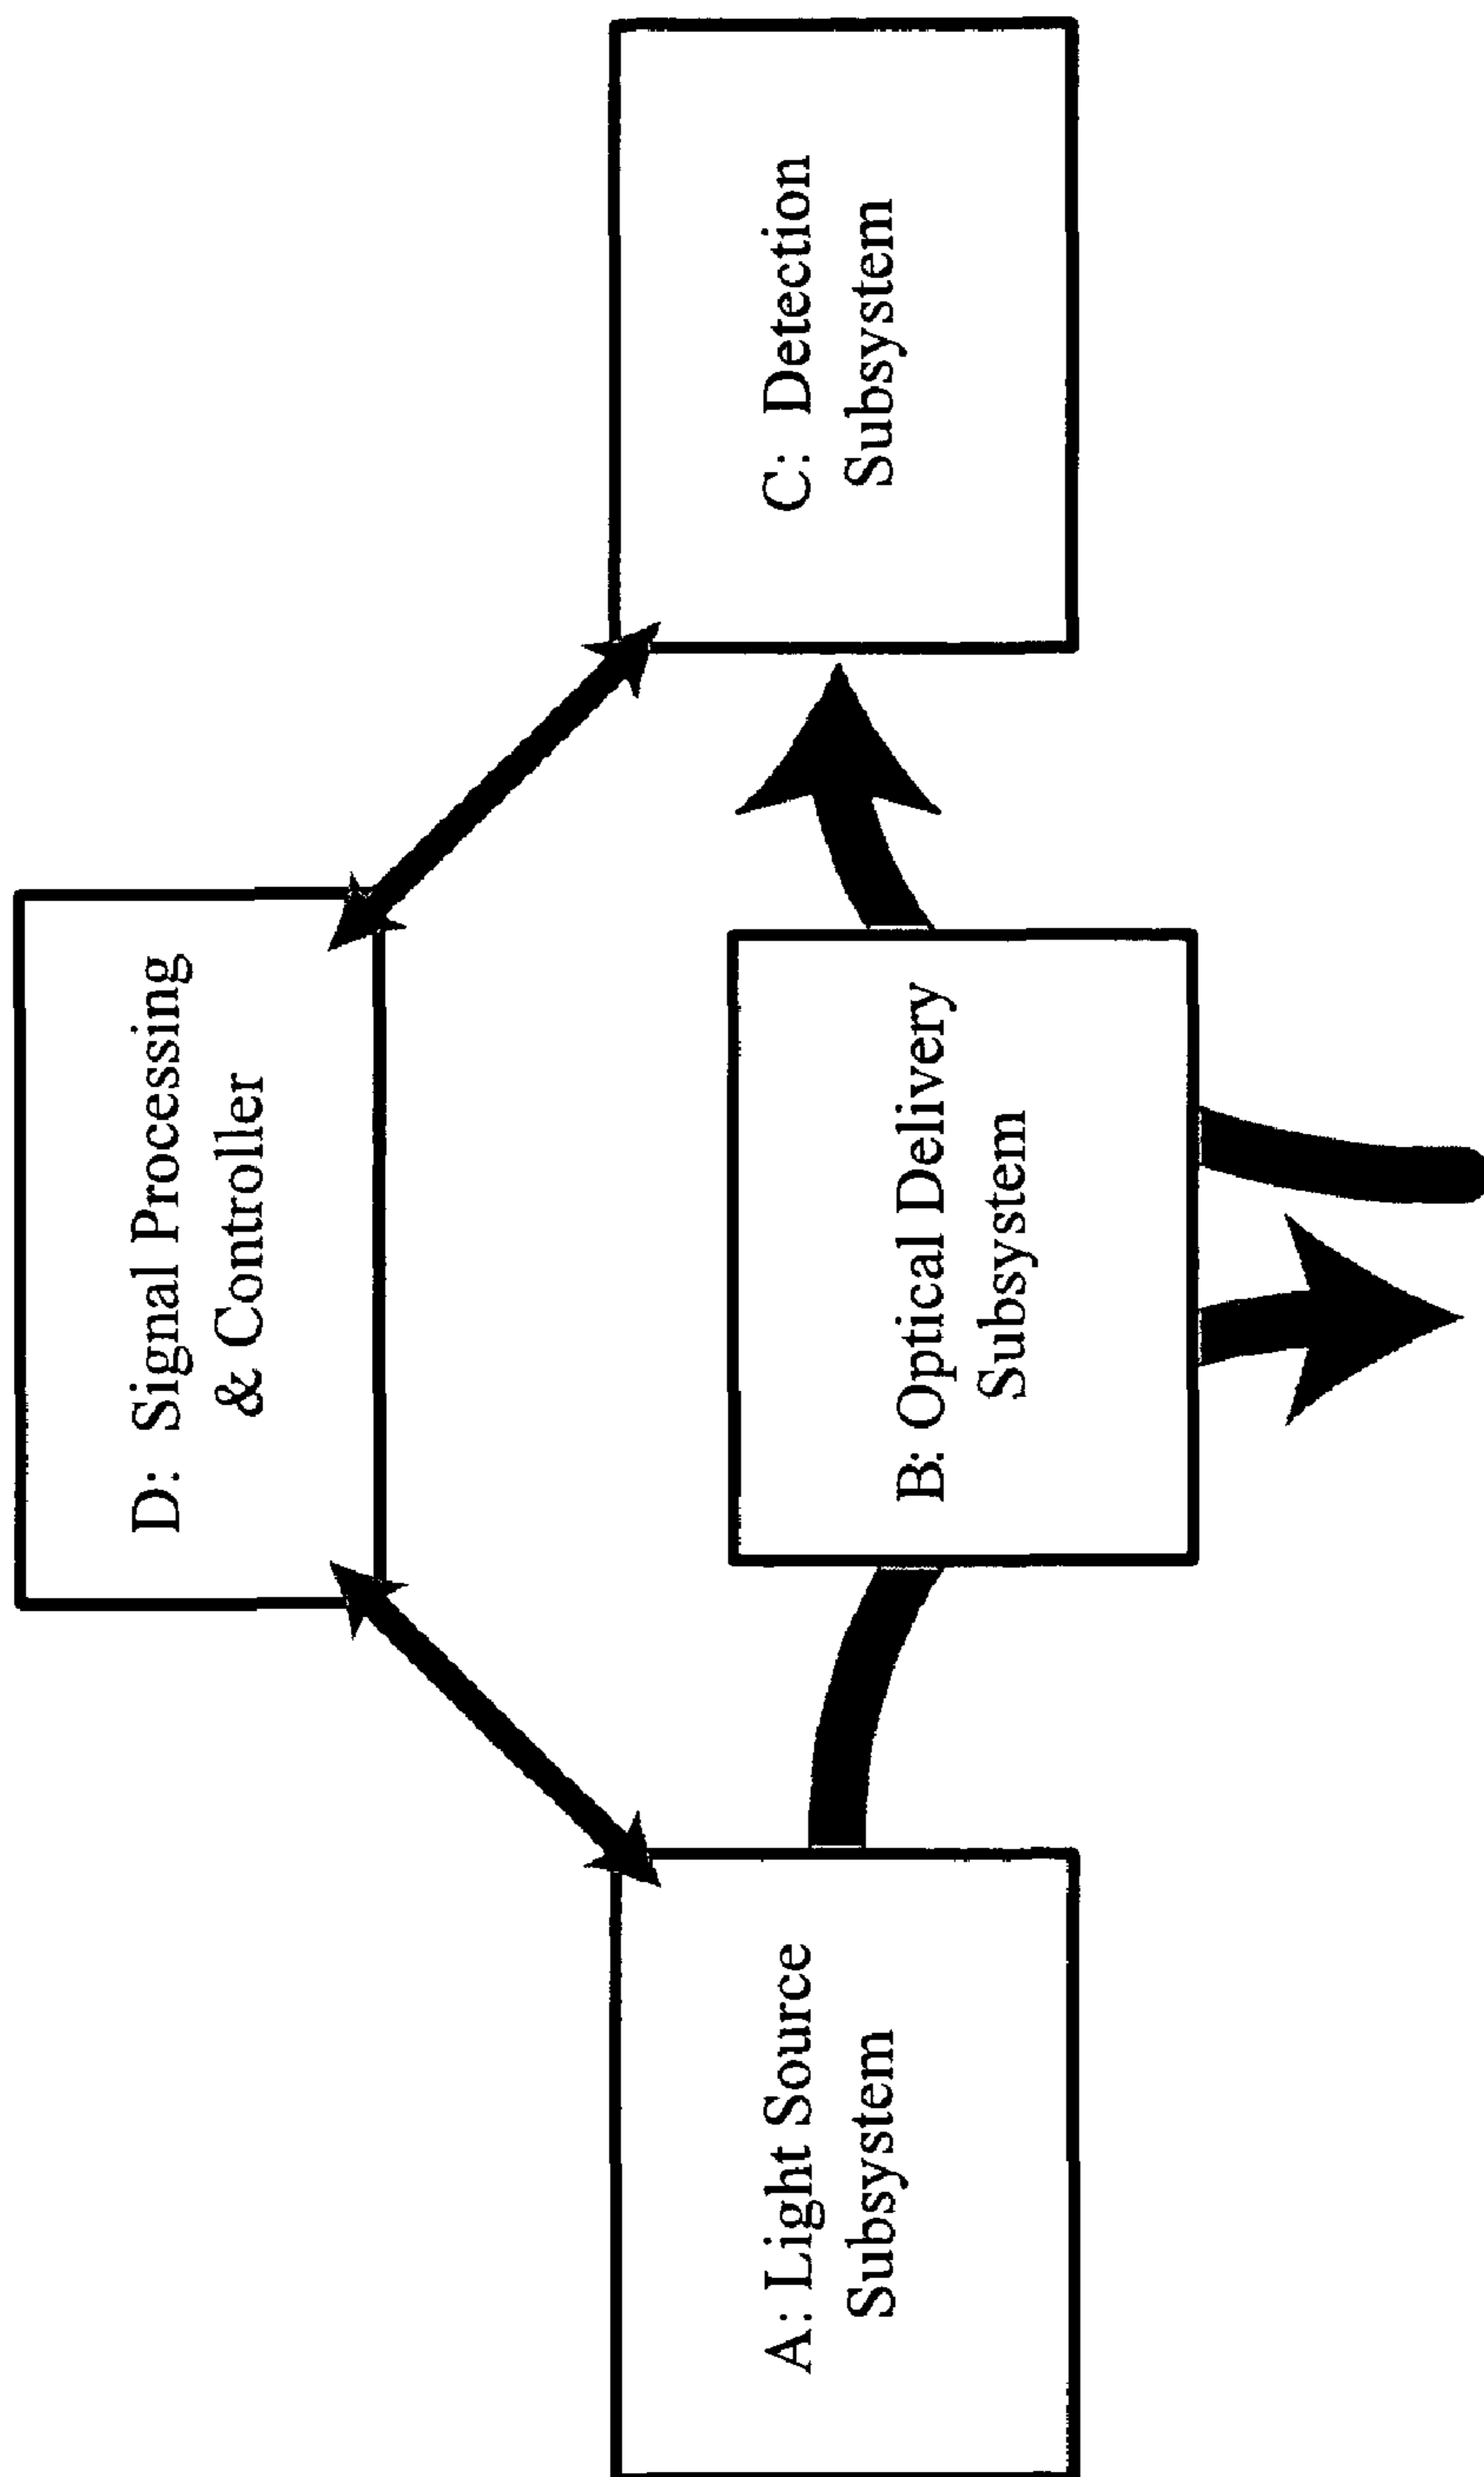 D: Signal Processing
& Controller
A: Light Source
Subsystem
B: Optical Delivery
Subsystem
C: Detection
Subsystem